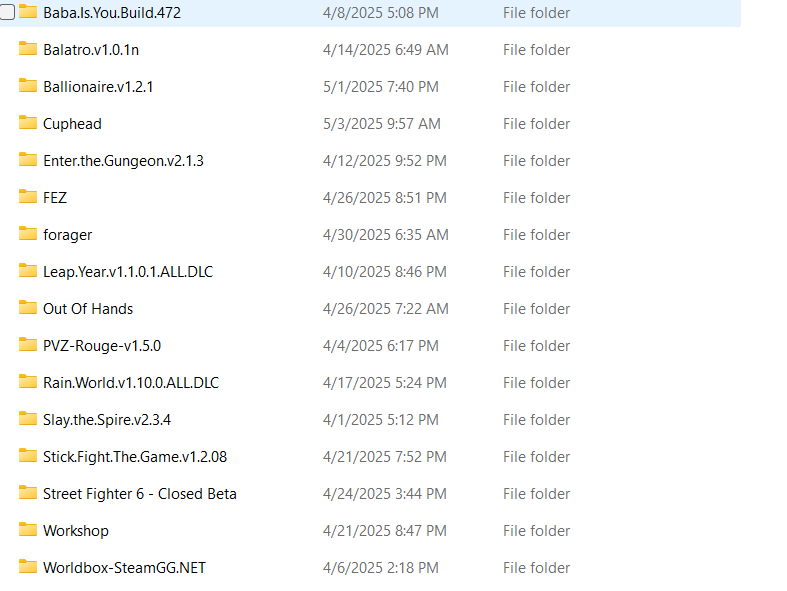 Baba.Is.You.Build.472 4/8/2025 5:08 PM File folder
Balatro.v1.0.1n 4/14/2025 6:49 AM File folder
Ballionaire.v1.2.1 5/1/2025 7:40 PM File folder
Cuphead 5/3/2025 9:57 AM File folder
Enter.the.Gungeon.v2.1.3 4/12/2025 9:52 PM File folder
FEZ 4/26/2025 8:51 PM File folder
forager 4/30/2025 6:35 AM File folder
Leap.Year.v1.1.0.1.ALL.DLC 4/10/2025 8:46 PM File folder
Out Of Hands 4/26/2025 7:22 AM File folder
PVZ-Rouge-v1.5.0 4/4/2025 6:17 PM File folder
Rain.World.v1.10.0.ALL.DLC 4/17/2025 5:24 PM File folder
Slay.the.Spire.v2.3.4 4/1/2025 5:12 PM File folder
Stick.Fight.The.Game.v1.2.08 4/21/2025 7:52 PM File folder
Street Fighter 6 - Closed Beta 4/24/2025 3:44 PM File folder
Workshop 4/21/2025 8:47 PM File folder
Worldbox-SteamGG.NET 4/6/2025 2:18 PM File folder